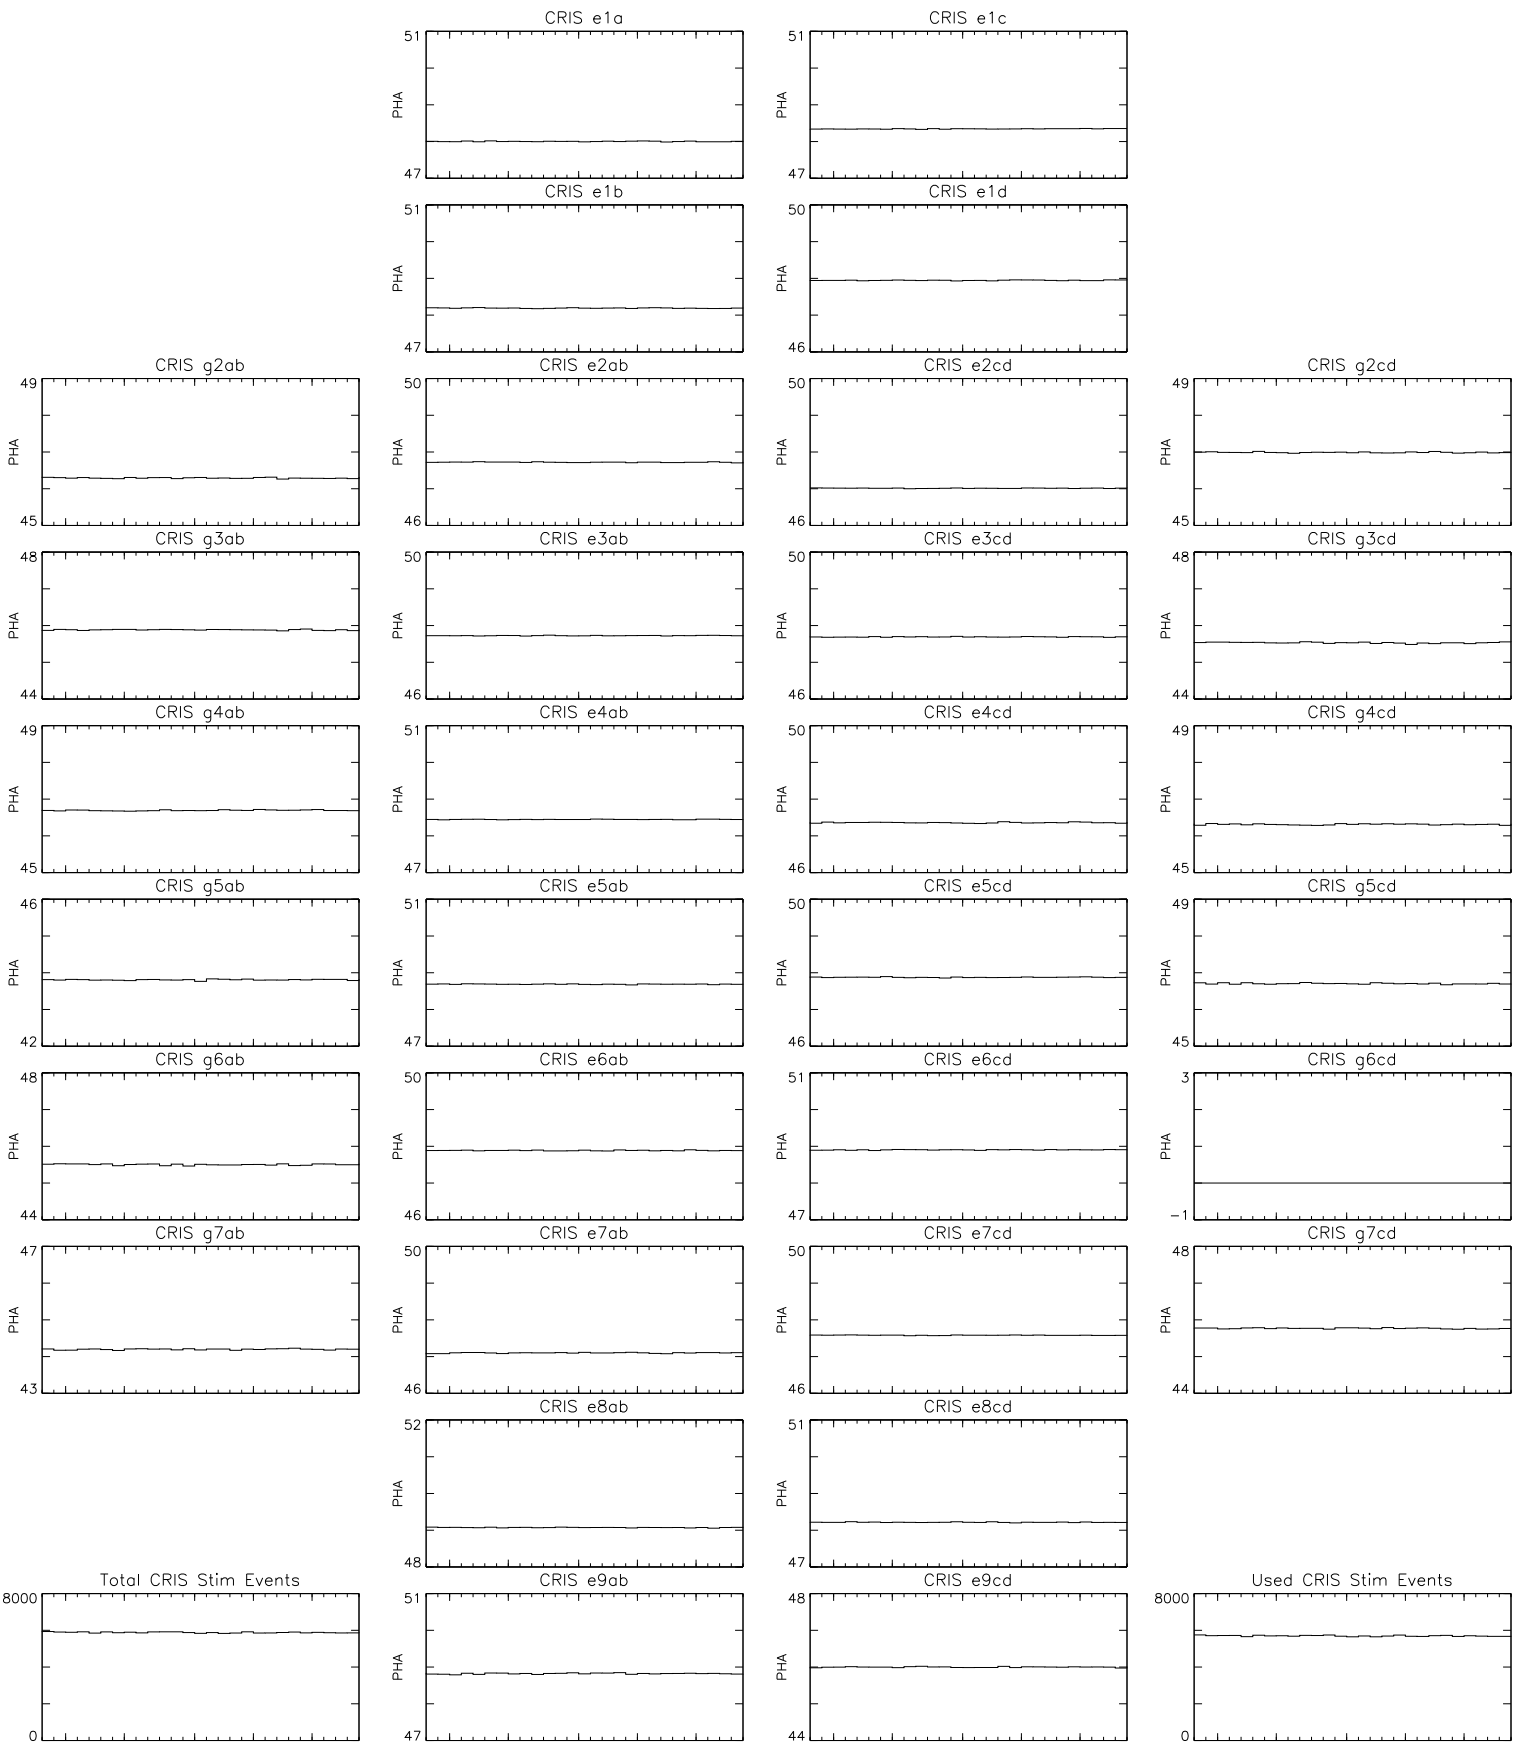 CRIS e1a
CRIS e1c
51
PHA
47
51
PHA
47
CRIS e1b
CRIS e1d
51
PHA
47
50
PHA
46
CRIS g2ab
CRIS e2ab
CRIS e2cd
CRIS g2cd
49
PHA
45
50
PHA
46
50
PHA
46
49
PHA
45
CRIS g3ab
CRIS e3ab
CRIS e3cd
CRIS g3cd
48
PHA
44
50
PHA
46
50
PHA
46
48
PHA
44
CRIS g4ab
CRIS e4ab
CRIS e4cd
CRIS g4cd
49
PHA
45
51
PHA
47
50
PHA
46
49
PHA
45
CRIS g5ab
CRIS e5ab
CRIS e5cd
CRIS g5cd
46
PHA
42
51
PHA
47
50
PHA
46
49
PHA
45
CRIS g6ab
CRIS e6ab
CRIS e6cd
CRIS g6cd
48
PHA
44
50
PHA
46
51
PHA
47
3
PHA
-1
CRIS g7ab
CRIS e7ab
CRIS e7cd
CRIS g7cd
47
PHA
43
50
PHA
46
50
PHA
46
48
PHA
44
CRIS e8ab
CRIS e8cd
52
PHA
48
51
PHA
47
Total CRIS Stim Events
CRIS e9ab
CRIS e9cd
Used CRIS Stim Events
8000
0
51
PHA
47
48
PHA
44
8000
0